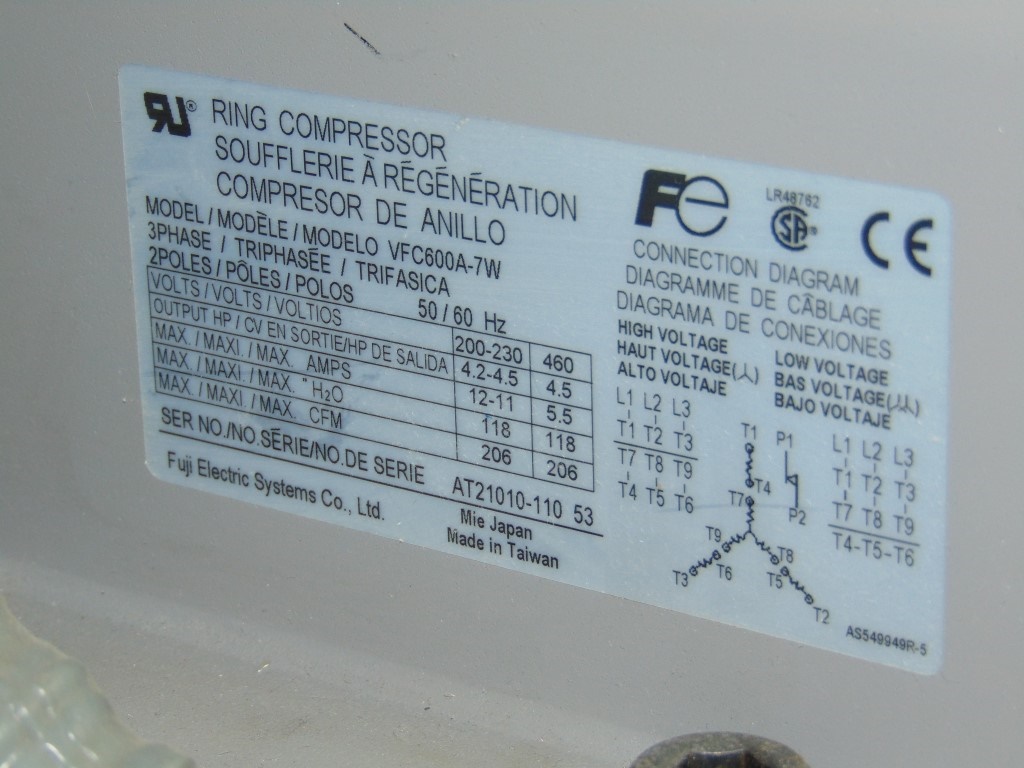 RU® RING COMPRESSOR
SOUFFLERIE À RÉGÉNÉRATION
COMPRESOR DE ANILLO
MODEL / MODÈLE / MODELO VFC600A-7W
3PHASE / TRIPHASÉE / TRIFASICA
2POLES / PÔLES / POLOS 50 / 60 Hz
VOLTS / VOLTS / VOLTIOS 200-230 460
OUTPUT HP / CV EN SORTIE/HP DE SALIDA 4.2-4.5 4.5
MAX. / MAXI. / MAX. AMPS 12-11 5.5
MAX. / MAXI. / MAX. "H₂O 118 118
MAX. / MAXI. / MAX. CFM 206 206
SER NO./NO.SÉRIE/NO.DE SERIE AT21010-110 53
Fuji Electric Systems Co., Ltd. Mie Japan
Made in Taiwan
Fe LR48762
SA® CE
CONNECTION DIAGRAM
DIAGRAMME DE CÂBLAGE
DIAGRAMA DE CONEXIONES
HIGH VOLTAGE
HAUT VOLTAGE(⅄)
ALTO VOLTAJE
L1 L2 L3
T1 T2 T3
T7 T8 T9
T4 T5 T6
LOW VOLTAGE
BAS VOLTAGE(⅄⅄)
BAJO VOLTAJE
L1 L2 L3
T1 T2 T3
T7 T8 T9
T4-T5-T6
T1 P1
T4
T7 P2
T9 T8
T3 T6 T5
T2
AS549949R-5